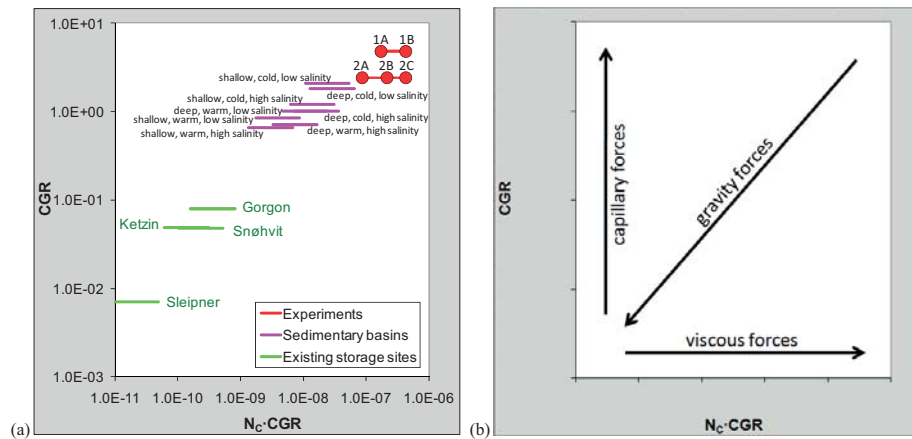 1.0E+01
1A 1B
2A 2B 2C
shallow, cold, low salinity
deep, cold, low salinity
shallow, cold, high salinity
1.0E+00
deep, warm, low salinity
deep, cold, high salinity
shallow, warm, low salinity
shallow, warm, high salinity
deep, warm, high salinity
CGR
1.0E-01
Gorgon
Ketzin
Snøhvit
1.0E-02
Sleipner
Experiments
Sedimentary basins
Existing storage sites
1.0E-03
1.0E-11 1.0E-10 1.0E-09 1.0E-08 1.0E-07 1.0E-06
(a)
N_C·CGR
CGR
capillary forces
gravity forces
viscous forces
(b)
N_C·CGR